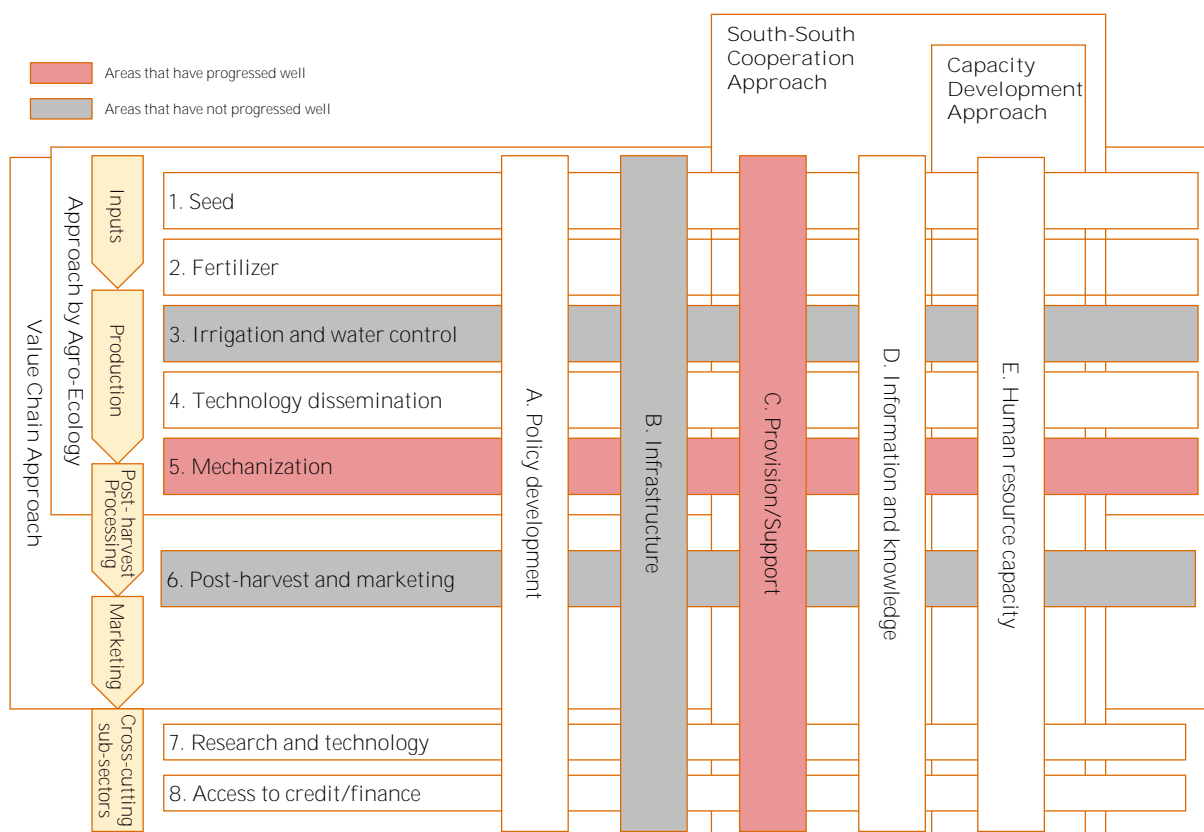 South-South
Cooperation
Approach
Capacity
Development
Approach
Areas that have progressed well
Areas that have not progressed well
Value Chain Approach
Approach by Agro-Ecology
Inputs
Production
Post- harvest
Processing
Marketing
Cross-cutting
sub-sectors
1. Seed
2. Fertilizer
3. Irrigation and water control
4. Technology dissemination
5. Mechanization
6. Post-harvest and marketing
7. Research and technology
8. Access to credit/finance
A. Policy development
B. Infrastructure
C. Provision/Support
D. Information and knowledge
E. Human resource capacity